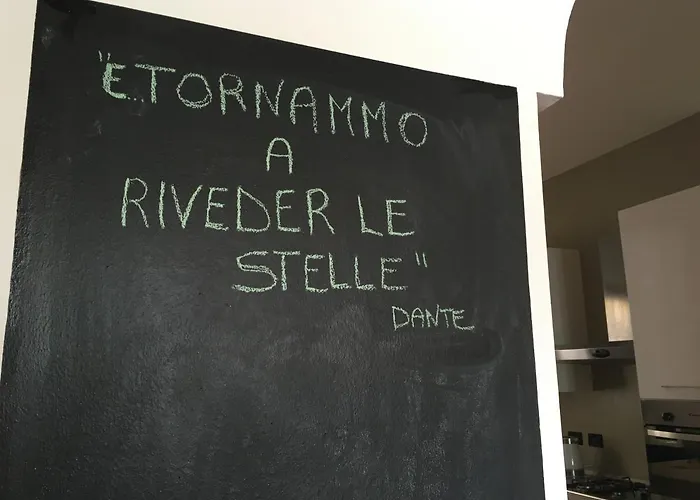 "E...TORNAMMO
A
RIVEDER LE
STELLE"
DANTE